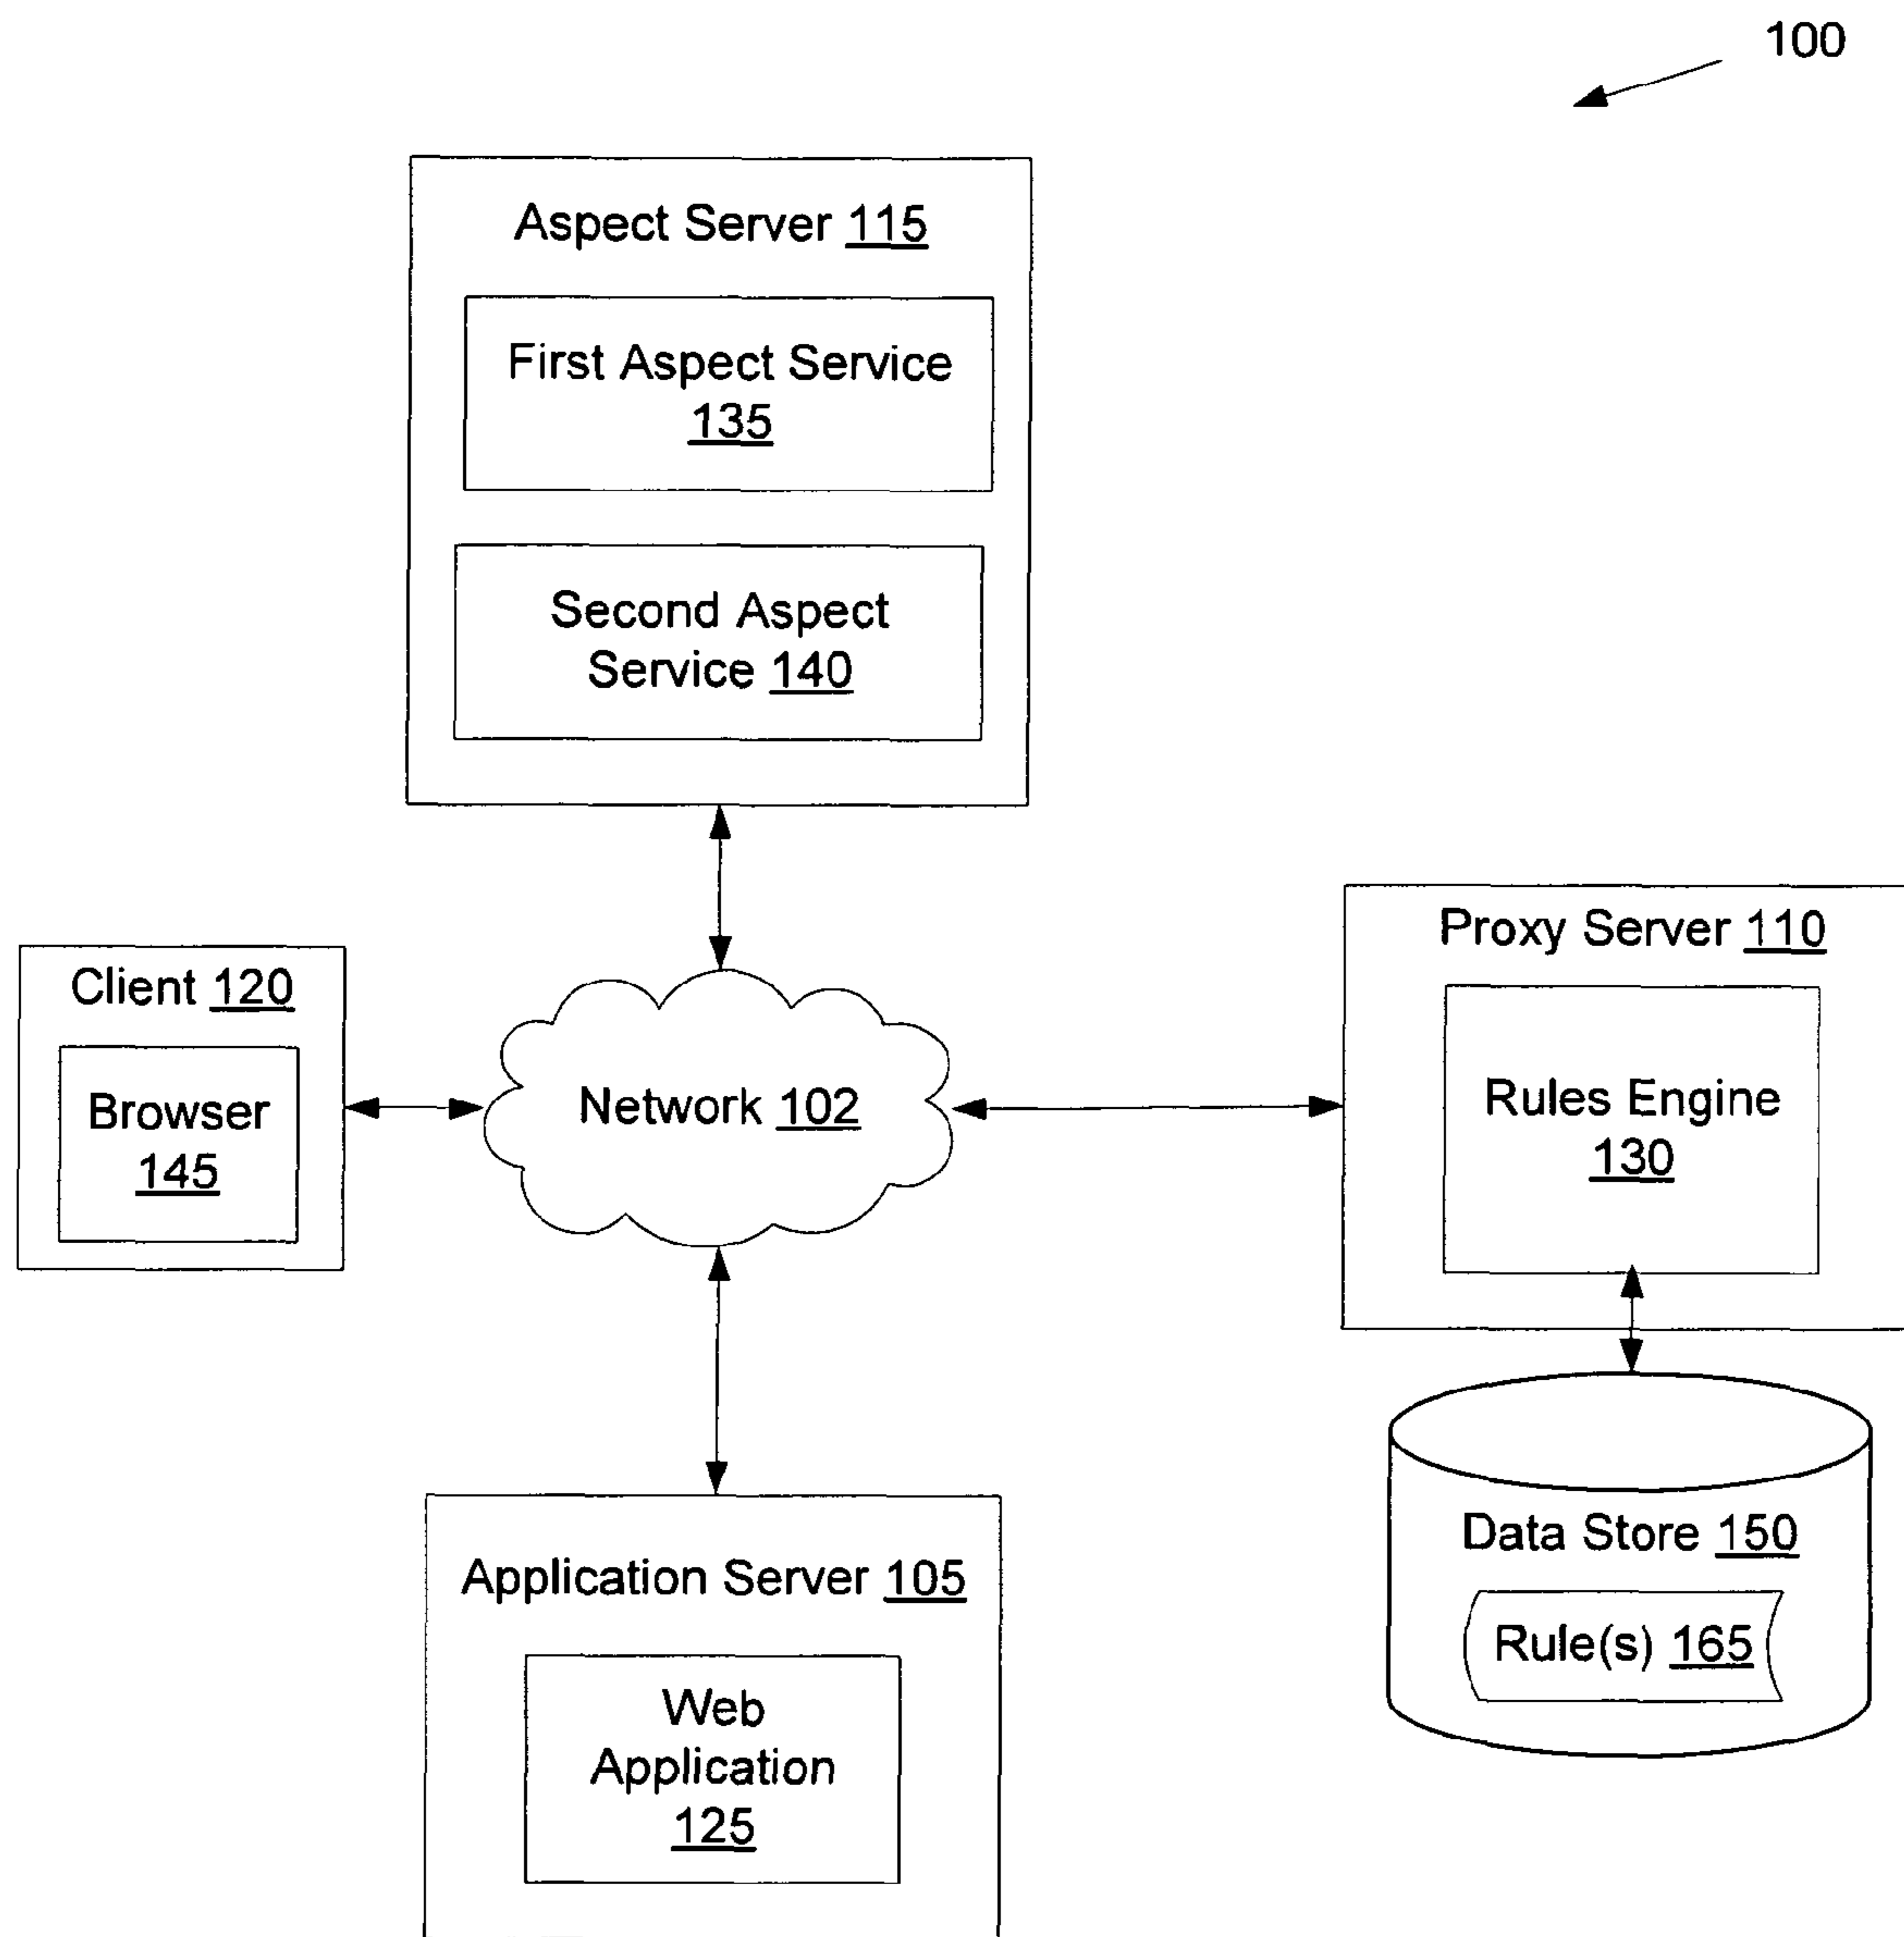 100
Aspect Server 115
First Aspect Service
135
Second Aspect
Service 140
Proxy Server 110
Rules Engine
130
Client 120
Browser
145
Network 102
Data Store 150
Rule(s) 165
Application Server 105
Web
Application
125